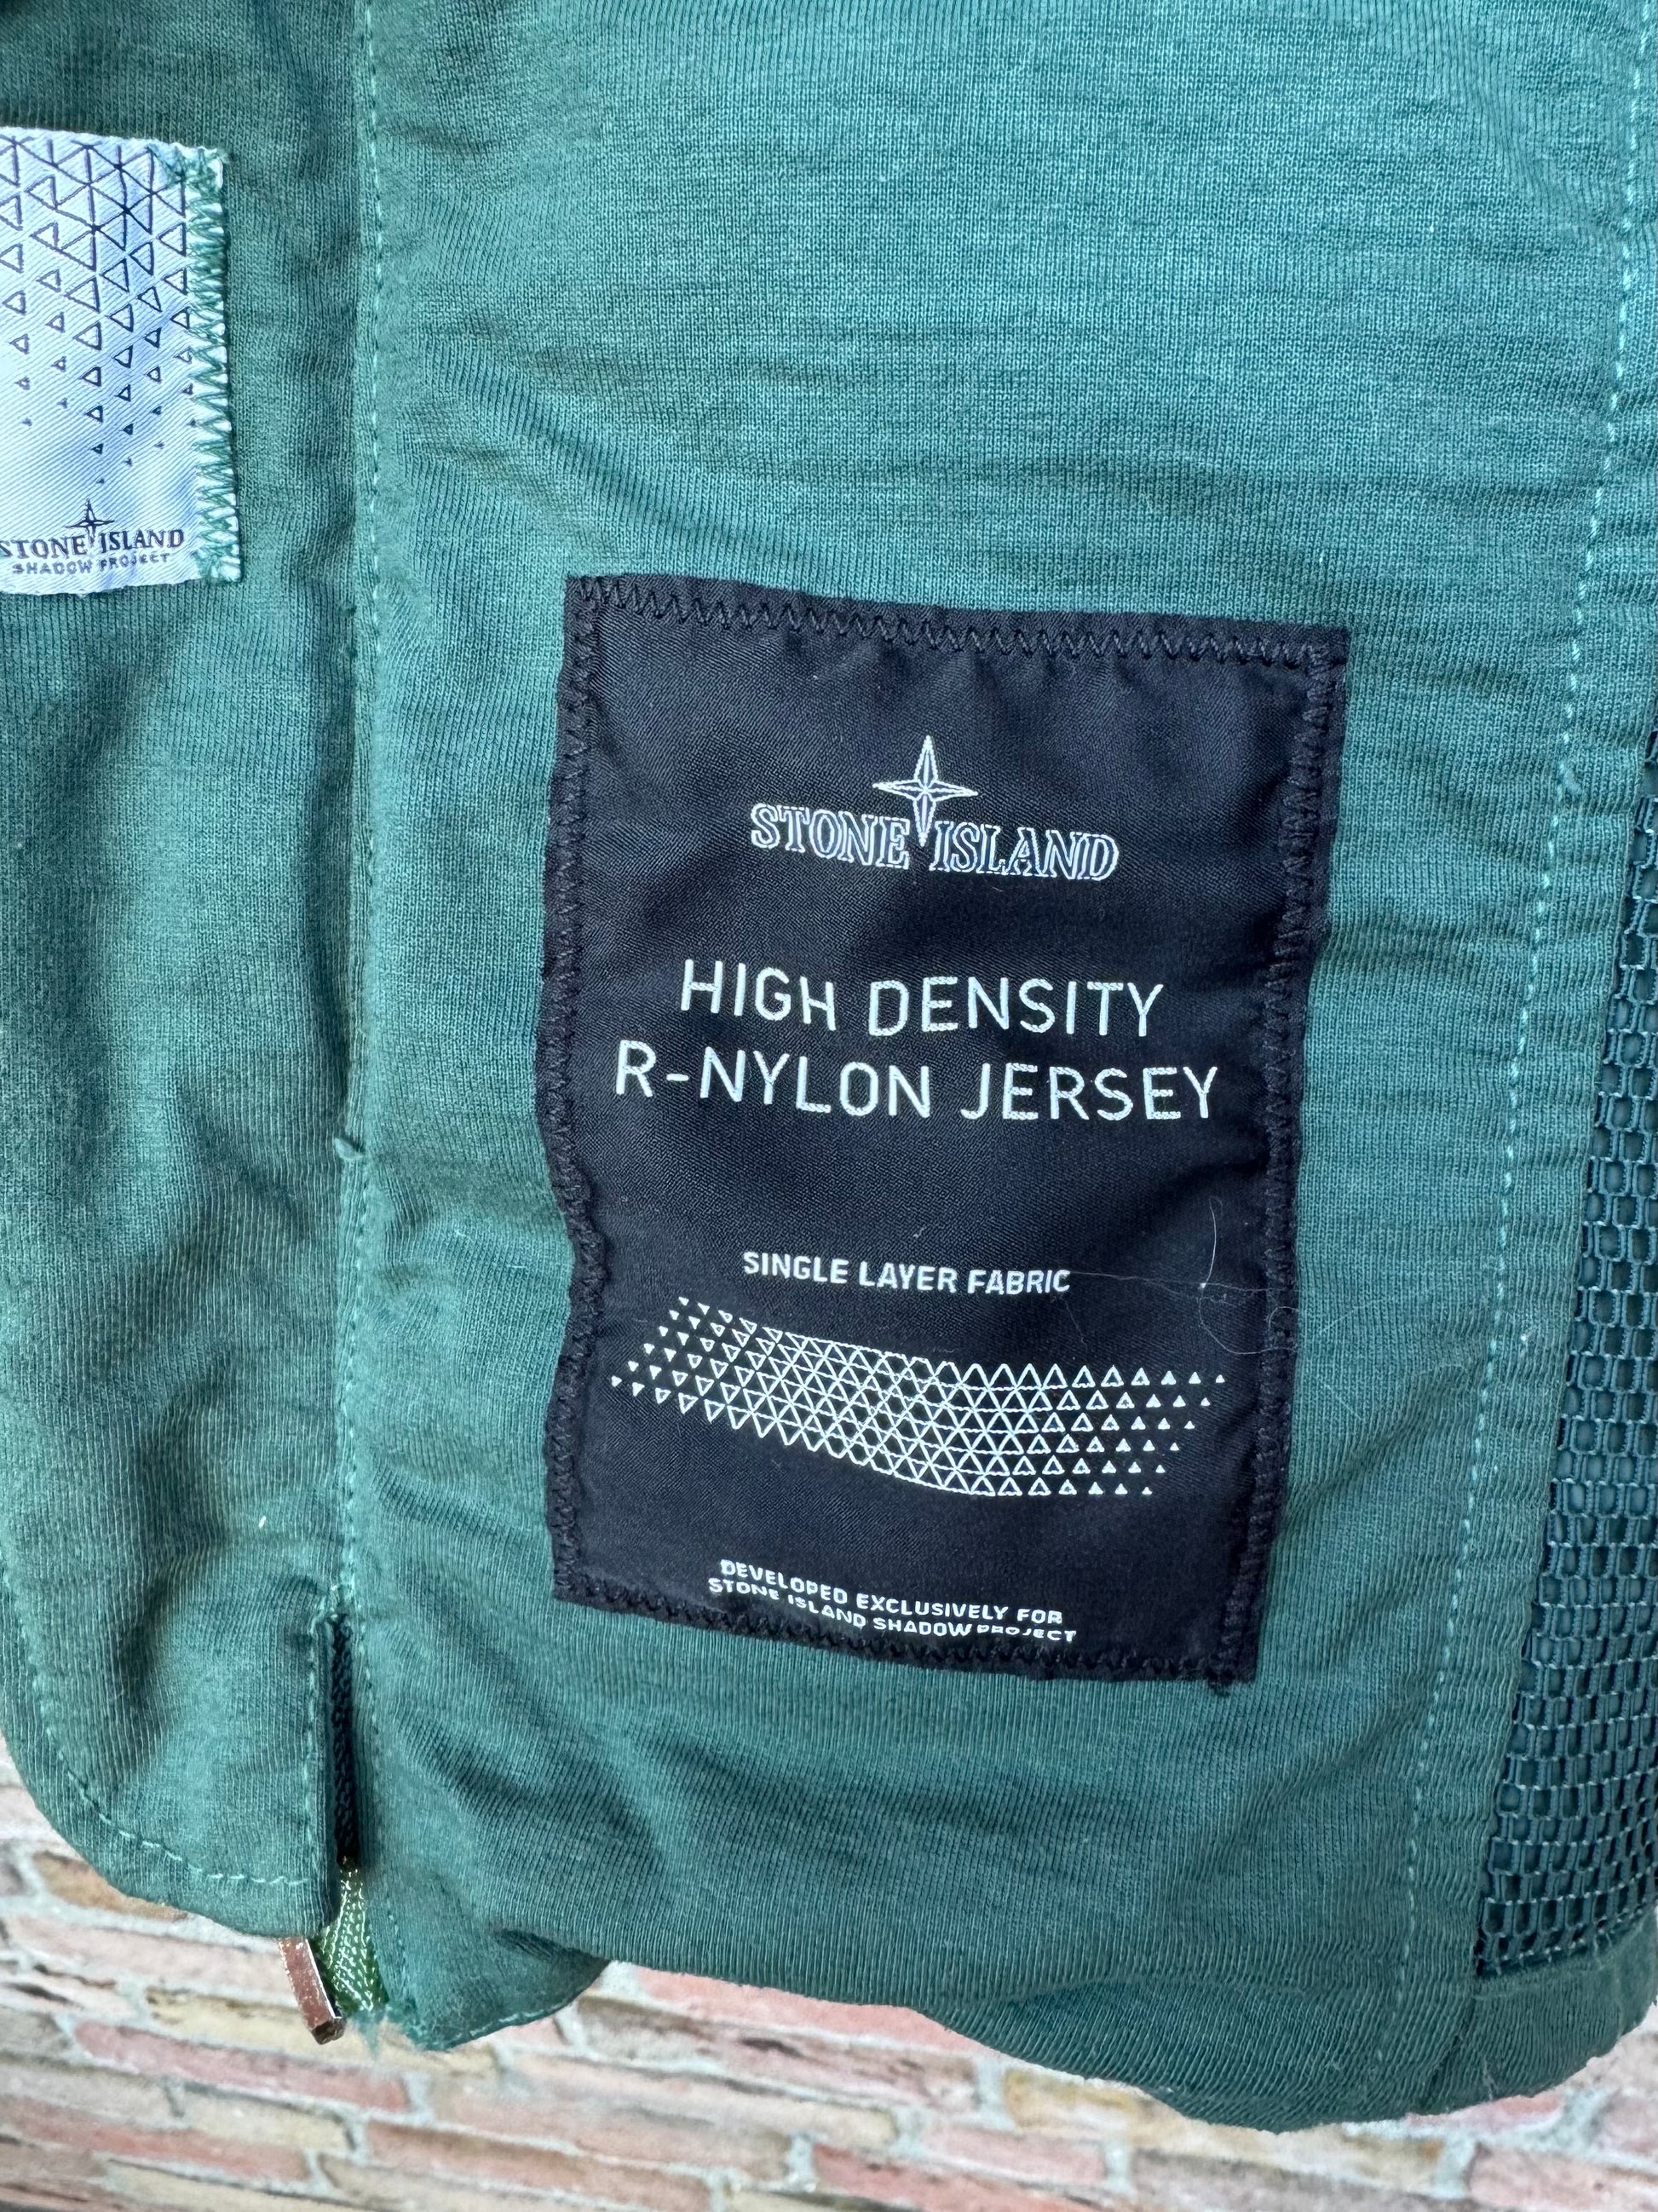 STONE ISLAND
SHADOW PROJECT
STONE ISLAND
HIGH DENSITY
R-NYLON JERSEY
SINGLE LAYER FABRIC
DEVELOPED EXCLUSIVELY FOR
STONE ISLAND SHADOW PROJECT